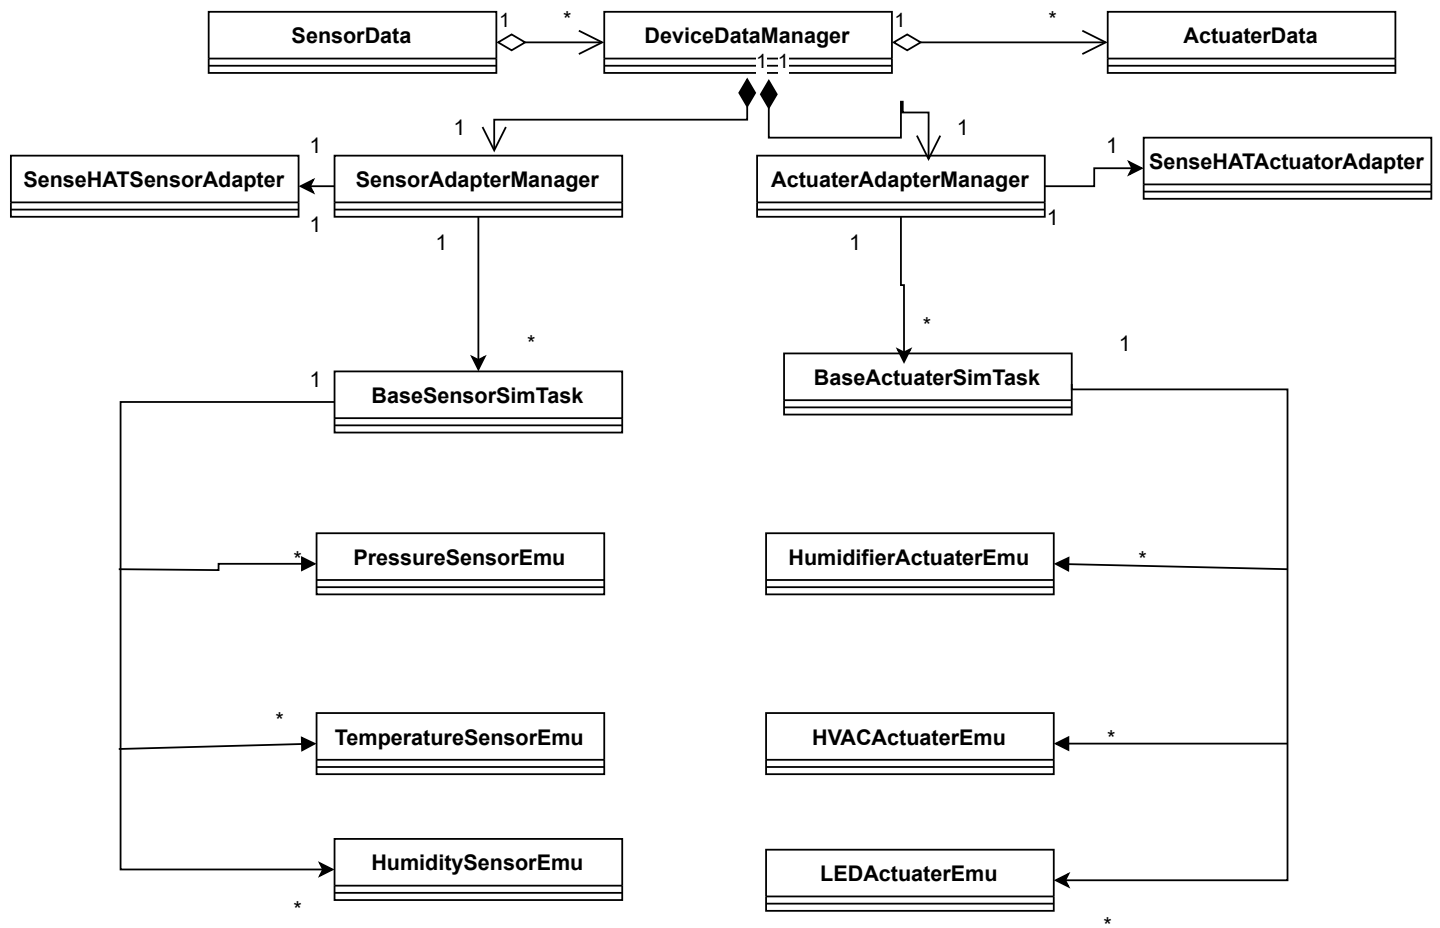 1
*
1
*
SensorData
DeviceDataManager
ActuaterData
1
1
1
1
1
1
SenseHATSensorAdapter
SensorAdapterManager
ActuaterAdapterManager
SenseHATActuatorAdapter
1
1
1
1
*
*
1
1
BaseSensorSimTask
BaseActuaterSimTask
*
PressureSensorEmu
HumidifierActuaterEmu
*
*
TemperatureSensorEmu
HVACActuaterEmu
*
HumiditySensorEmu
LEDActuaterEmu
*
*